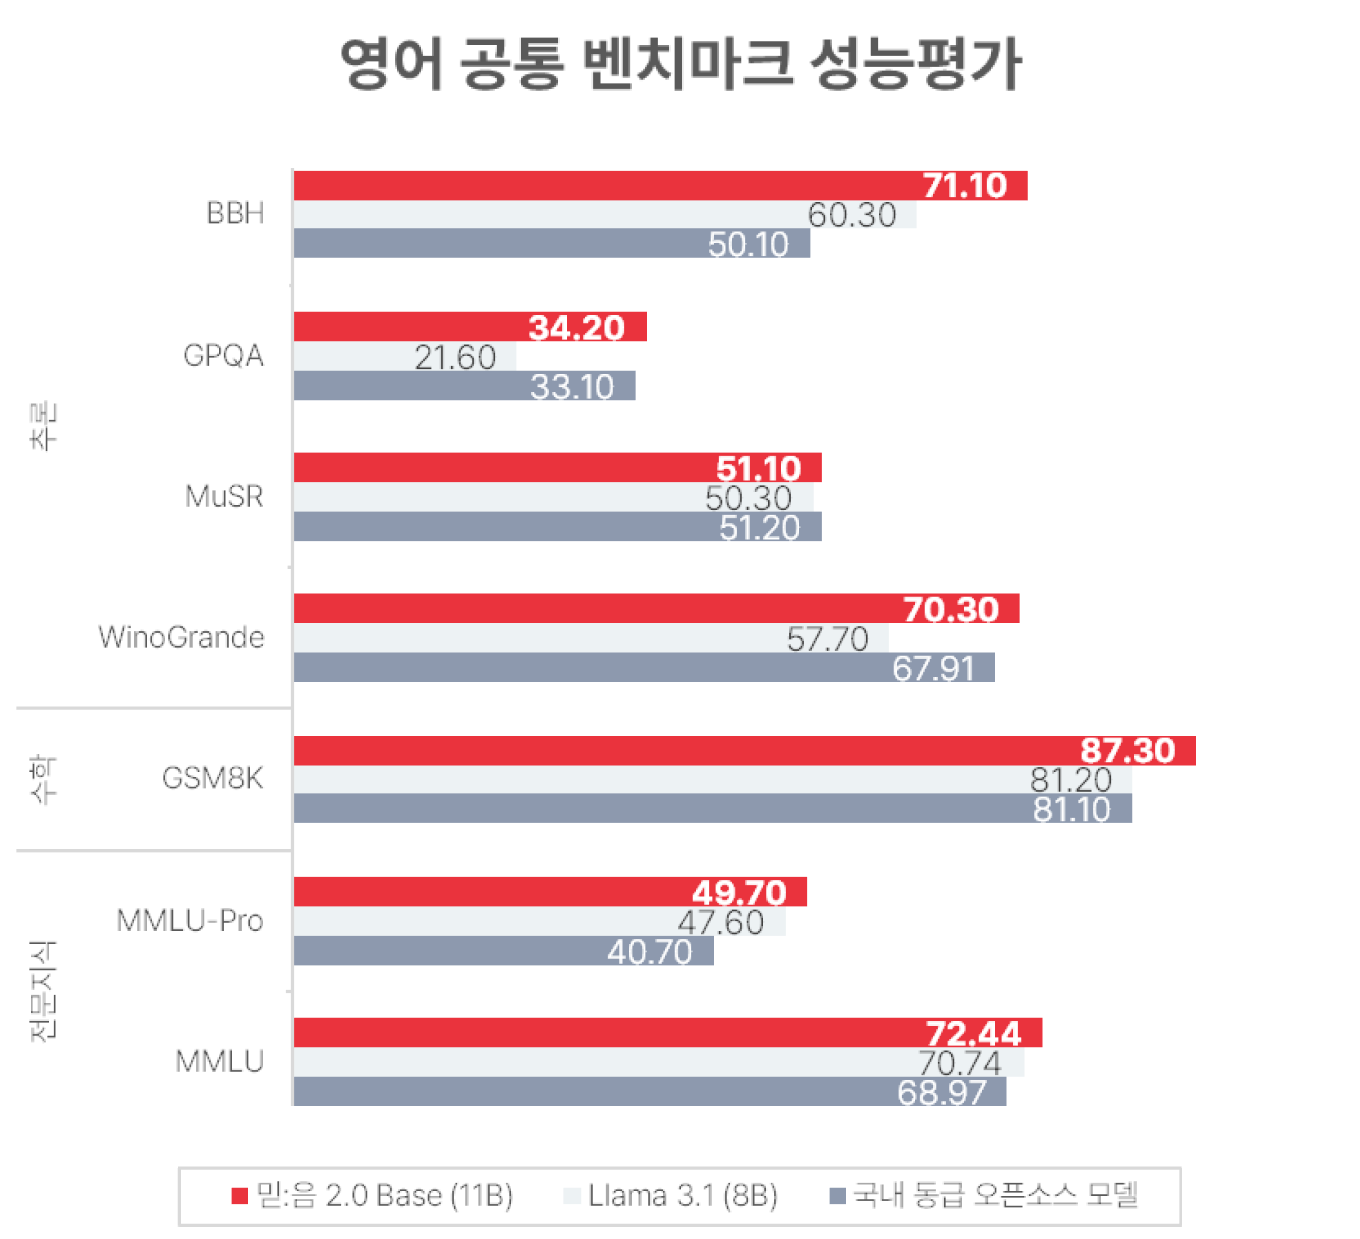 영어 공통 벤치마크 성능평가
추론
BBH
71.10
60.30
50.10
GPQA
34.20
21.60
33.10
MuSR
51.10
50.30
51.20
WinoGrande
70.30
57.70
67.91
수학
GSM8K
87.30
81.20
81.10
전문지식
MMLU-Pro
49.70
47.60
40.70
MMLU
72.44
70.74
68.97
믿:음 2.0 Base (11B) Llama 3.1 (8B) 국내 동급 오픈소스 모델